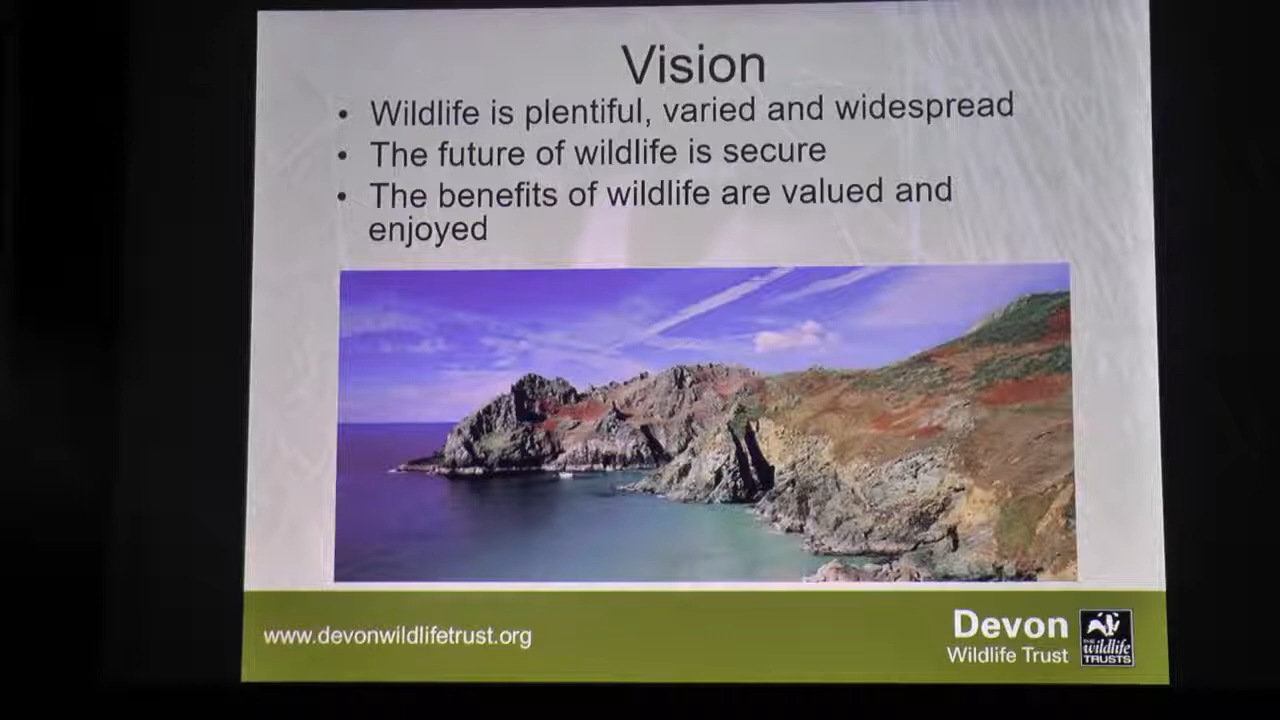 Vision
• Wildlife is plentiful, varied and widespread
• The future of wildlife is secure
• The benefits of wildlife are valued and
enjoyed
www.devonwildlifetrust.org
Devon
Wildlife Trust
THE
wildlife
TRUSTS